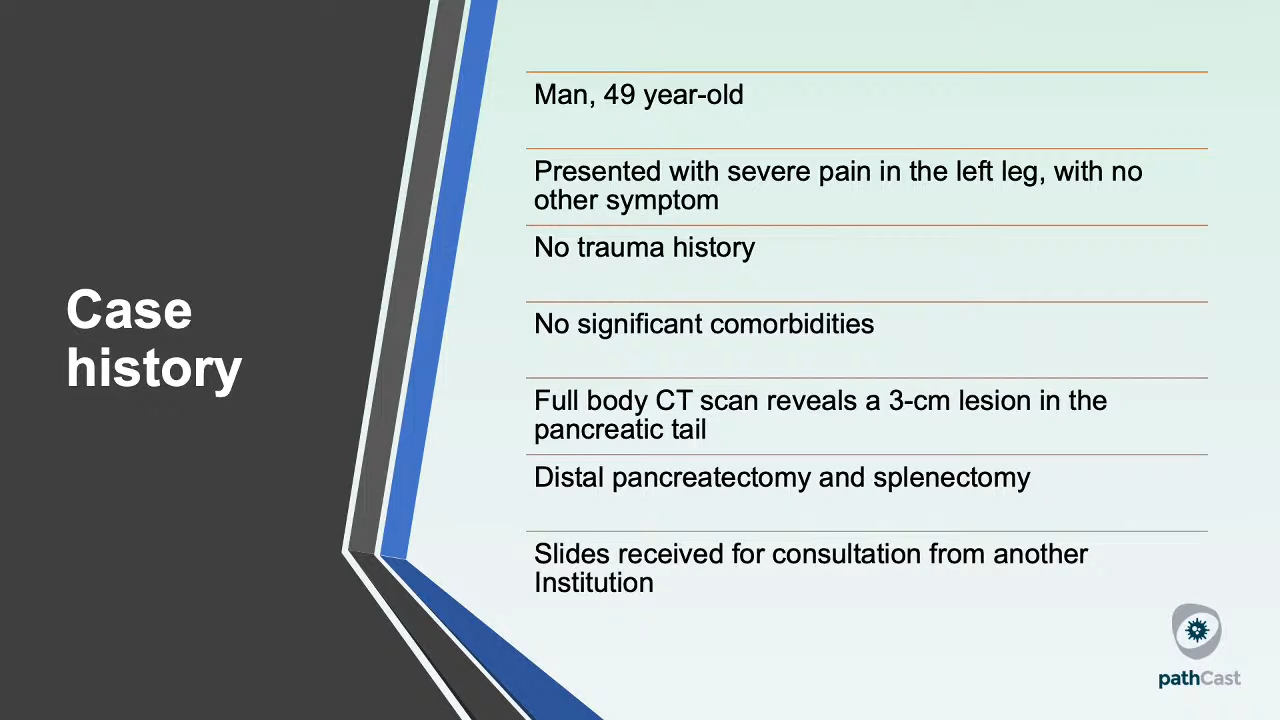 Case
history
Man, 49 year-old
Presented with severe pain in the left leg, with no
other symptom
No trauma history
No significant comorbidities
Full body CT scan reveals a 3-cm lesion in the
pancreatic tail
Distal pancreatectomy and splenectomy
Slides received for consultation from another
Institution
pathCast